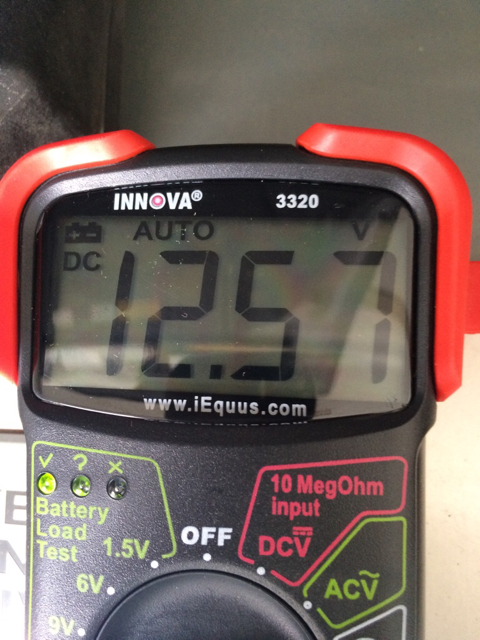 INNOVA® 3320
AUTO V
DC 12.57
www.iEquus.com
✓ ? ×
Battery
Load
Test
1.5V
6V
9V
OFF
10 MegOhm
input
DCV
ACV